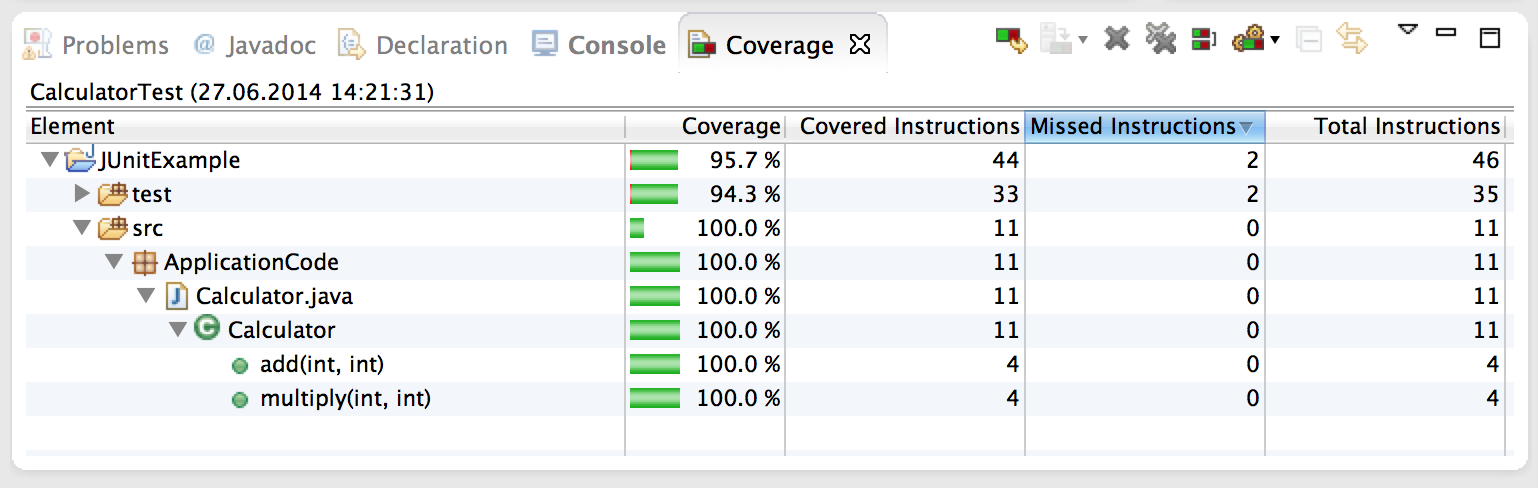 Problems @ Javadoc Declaration Console Coverage
CalculatorTest (27.06.2014 14:21:31)
Element Coverage Covered Instructions Missed Instructions Total Instructions
JUnitExample 95.7 % 44 2 46
test 94.3 % 33 2 35
src 100.0 % 11 0 11
ApplicationCode 100.0 % 11 0 11
J Calculator.java 100.0 % 11 0 11
C Calculator 100.0 % 11 0 11
add(int, int) 100.0 % 4 0 4
multiply(int, int) 100.0 % 4 0 4